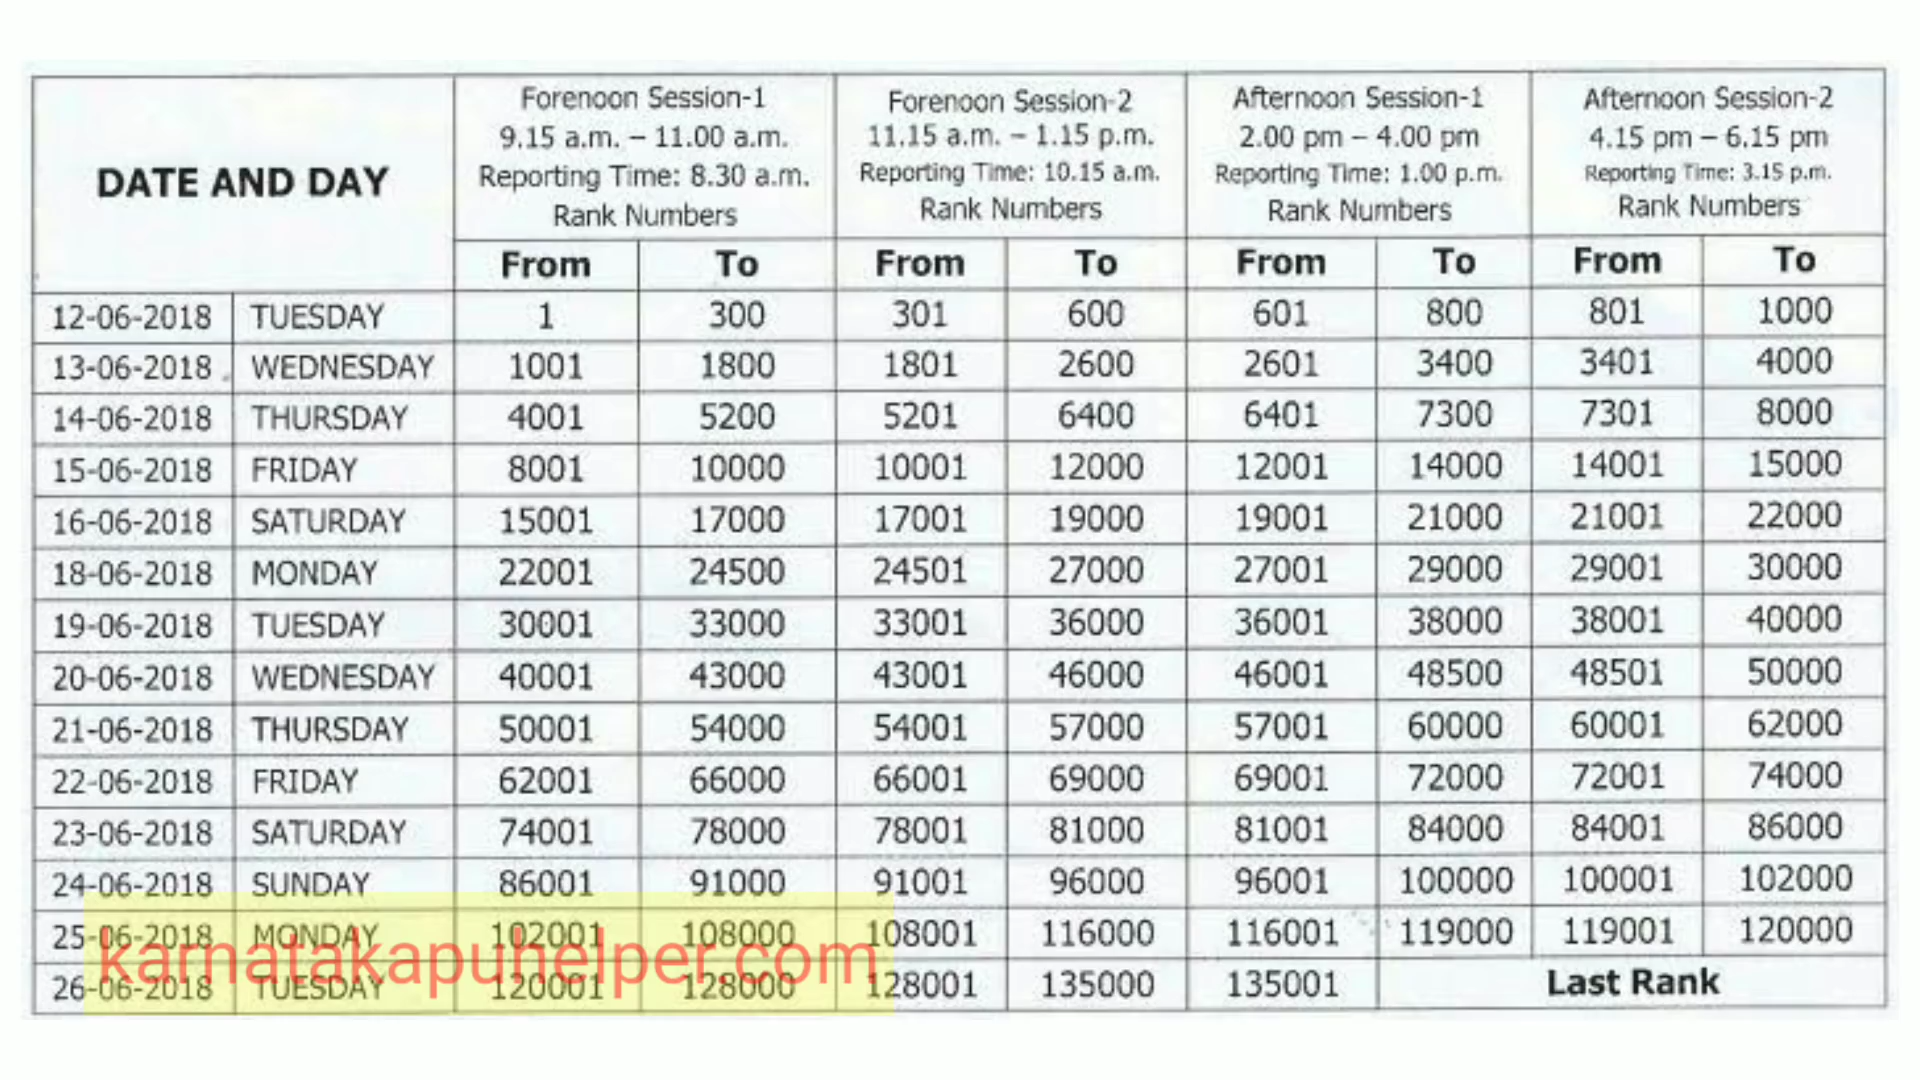 DATE AND DAY
Forenoon Session-1
9.15 a.m. – 11.00 a.m.
Reporting Time: 8.30 a.m.
Rank Numbers
Forenoon Session-2
11.15 a.m. – 1.15 p.m.
Reporting Time: 10.15 a.m.
Rank Numbers
Afternoon Session-1
2.00 pm – 4.00 pm
Reporting Time: 1.00 p.m.
Rank Numbers
Afternoon Session-2
4.15 pm – 6.15 pm
Reporting Time: 3.15 p.m.
Rank Numbers
From To From To From To From To
12-06-2018 TUESDAY 1 300 301 600 601 800 801 1000
13-06-2018 WEDNESDAY 1001 1800 1801 2600 2601 3400 3401 4000
14-06-2018 THURSDAY 4001 5200 5201 6400 6401 7300 7301 8000
15-06-2018 FRIDAY 8001 10000 10001 12000 12001 14000 14001 15000
16-06-2018 SATURDAY 15001 17000 17001 19000 19001 21000 21001 22000
18-06-2018 MONDAY 22001 24500 24501 27000 27001 29000 29001 30000
19-06-2018 TUESDAY 30001 33000 33001 36000 36001 38000 38001 40000
20-06-2018 WEDNESDAY 40001 43000 43001 46000 46001 48500 48501 50000
21-06-2018 THURSDAY 50001 54000 54001 57000 57001 60000 60001 62000
22-06-2018 FRIDAY 62001 66000 66001 69000 69001 72000 72001 74000
23-06-2018 SATURDAY 74001 78000 78001 81000 81001 84000 84001 86000
24-06-2018 SUNDAY 86001 91000 91001 96000 96001 100000 100001 102000
25-06-2018 MONDAY 102001 108000 108001 116000 116001 119000 119001 120000
karnatakapuhelper.com
26-06-2018 TUESDAY 120001 128000 128001 135000 135001 Last Rank